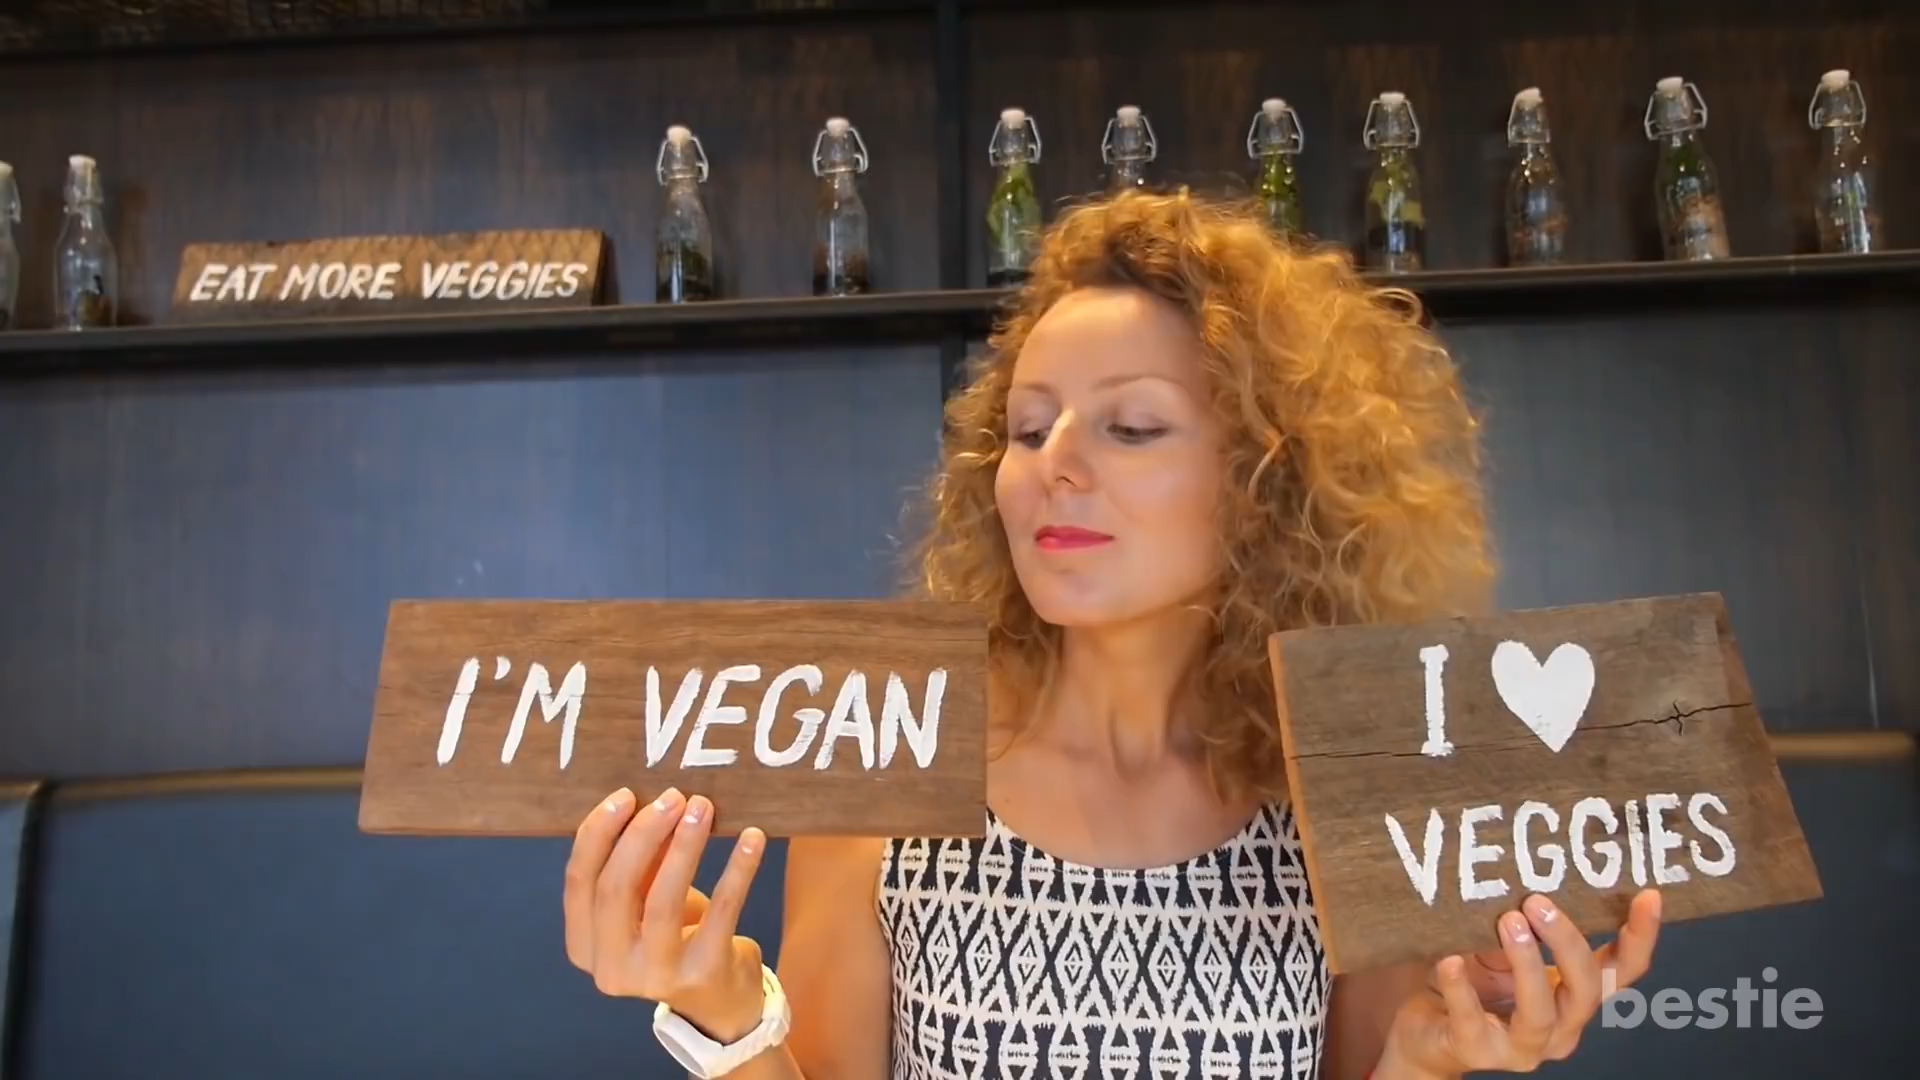 EAT MORE VEGGIES
I'M VEGAN
I ♥
VEGGIES
bestie